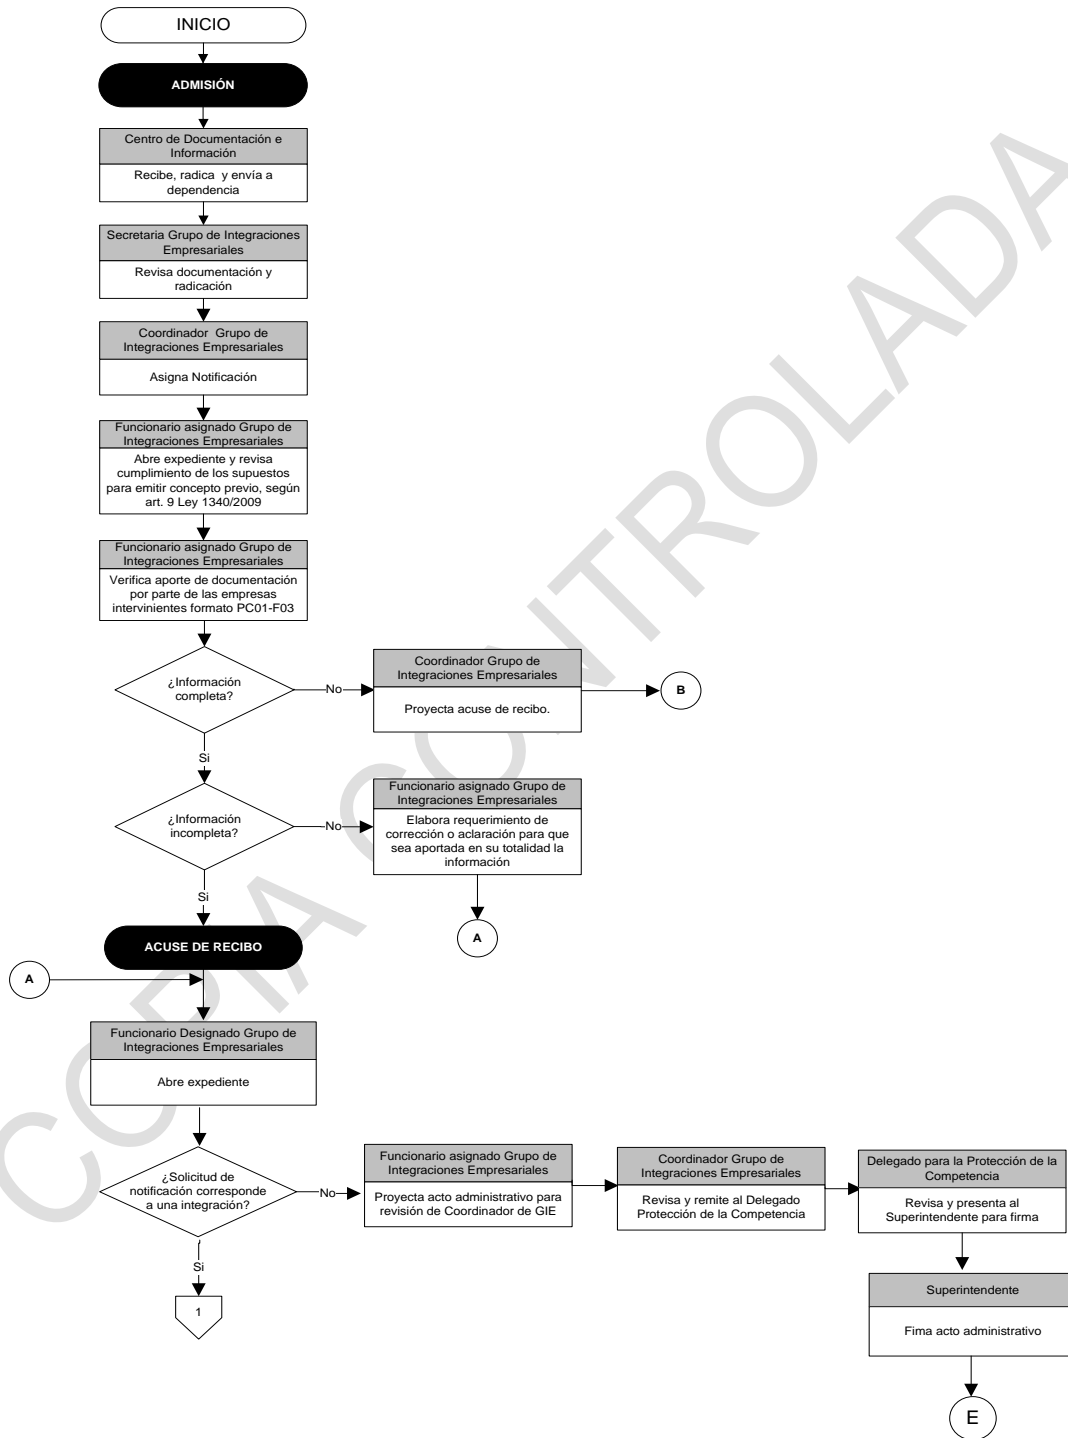 INICIO
ADMISIÓN
Centro de Documentación e
Información
Recibe, radica y envía a
dependencia
Secretaria Grupo de Integraciones
Empresariales
Revisa documentación y
radicación
Coordinador Grupo de
Integraciones Empresariales
Asigna Notificación
Funcionario asignado Grupo de
Integraciones Empresariales
Abre expediente y revisa
cumplimiento de los supuestos
para emitir concepto previo, según
art. 9 Ley 1340/2009
Funcionario asignado Grupo de
Integraciones Empresariales
Verifica aporte de documentación
por parte de las empresas
intervinientes formato PC01-F03
¿Información
completa?
No
Coordinador Grupo de
Integraciones Empresariales
Proyecta acuse de recibo.
B
Si
¿Información
incompleta?
No
Funcionario asignado Grupo de
Integraciones Empresariales
Elabora requerimiento de
corrección o aclaración para que
sea aportada en su totalidad la
información
A
Si
ACUSE DE RECIBO
A
Funcionario Designado Grupo de
Integraciones Empresariales
Abre expediente
¿Solicitud de
notificación corresponde
a una integración?
No
Funcionario asignado Grupo de
Integraciones Empresariales
Proyecta acto administrativo para
revisión de Coordinador de GIE
Coordinador Grupo de
Integraciones Empresariales
Revisa y remite al Delegado
Protección de la Competencia
Delegado para la Protección de la
Competencia
Revisa y presenta al
Superintendente para firma
Si
1
Superintendente
Fima acto administrativo
E
COPIA CONTROLADA